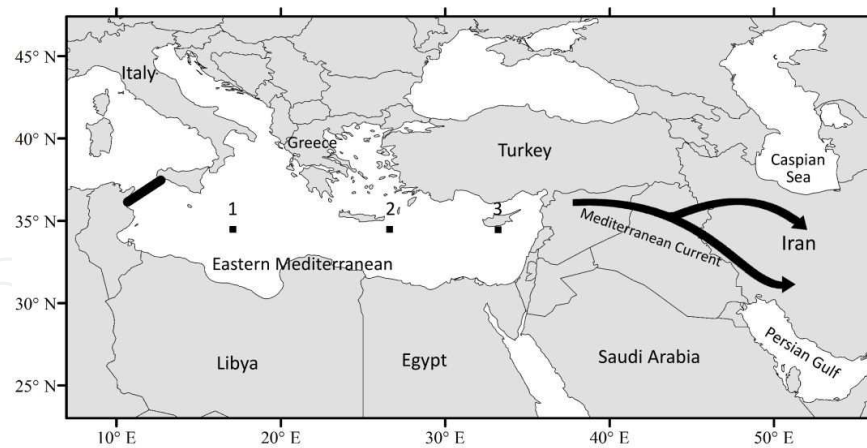 45° N
40° N
35° N
30° N
25° N
10° E
20° E
30° E
40° E
50° E
Italy
Greece
Turkey
Caspian
Sea
1
2
3
Eastern Mediterranean
Mediterranean Current
Iran
Libya
Egypt
Saudi Arabia
Persian Gulf